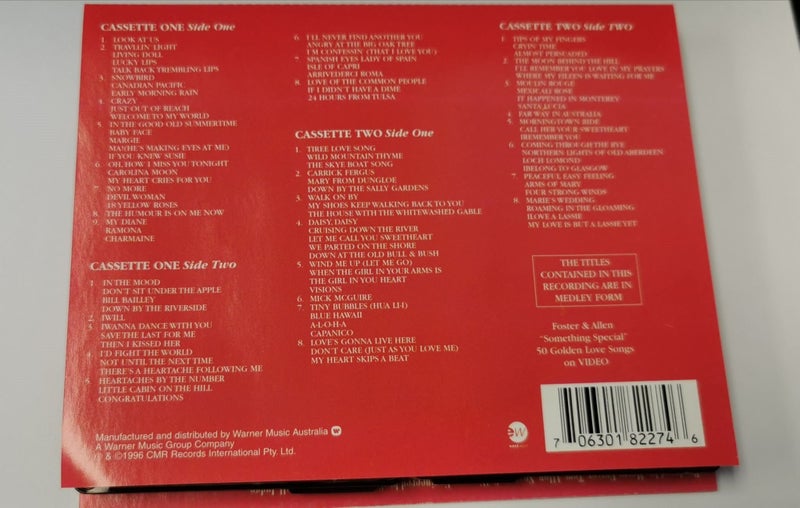 CASSETTE ONE Side One
1. LOOK AT US
2. TRAVLLIN' LIGHT
LIVING DOLL
LUCKY LIPS
TALK BACK TREMBLING LIPS
3. SNOWBIRD
CANADIAN PACIFIC
EARLY MORNING RAIN
4. CRAZY
JUST OUT OF REACH
WELCOME TO MY WORLD
5. IN THE GOOD OLD SUMMERTIME
BABY FACE
MARGIE
MA(HE'S MAKING EYES AT ME)
IF YOU KNEW SUSIE
6. OH, HOW I MISS YOU TONIGHT
CAROLINA MOON
MY HEART CRIES FOR YOU
7. NO MORE
DEVIL WOMAN
18 YELLOW ROSES
8. THE HUMOUR IS ON ME NOW
9. MY DIANE
RAMONA
CHARMAINE
CASSETTE ONE Side Two
1. IN THE MOOD
DON'T SIT UNDER THE APPLE
BILL BAILLEY
DOWN BY THE RIVERSIDE
2. IWILL
3. IWANNA DANCE WITH YOU
SAVE THE LAST FOR ME
THEN I KISSED HER
4. I'D FIGHT THE WORLD
NOT UNTIL THE NEXT TIME
THERE'S A HEARTACHE FOLLOWING ME
5. HEARTACHES BY THE NUMBER
LITTLE CABIN ON THE HILL
CONGRATULATIONS
6. I'LL NEVER FIND ANOTHER YOU
ANGRY AT THE BIG OAK TREE
I'M CONFESSIN' (THAT I LOVE YOU)
7. SPANISH EYES LADY OF SPAIN
ISLE OF CAPRI
ARRIVEDERCI ROMA
8. LOVE OF THE COMMON PEOPLE
IF I DIDN'T HAVE A DIME
24 HOURS FROM TULSA
CASSETTE TWO Side One
1. TIREE LOVE SONG
WILD MOUNTAIN THYME
THE SKYE BOAT SONG
2. CARRICK FERGUS
MARY FROM DUNGLOE
DOWN BY THE SALLY GARDENS
3. WALK ON BY
MY SHOES KEEP WALKING BACK TO YOU
THE HOUSE WITH THE WHITEWASHED GABLE
4. DAISY, DAISY
CRUISING DOWN THE RIVER
LET ME CALL YOU SWEETHEART
WE PARTED ON THE SHORE
DOWN AT THE OLD BULL & BUSH
5. WIND ME UP (LET ME GO)
WHEN THE GIRL IN YOUR ARMS IS
THE GIRL IN YOUR HEART
VISIONS
6. MICK MCGUIRE
7. TINY BUBBLES (HUA LI-I)
BLUE HAWAII
A-L-O-H-A
CAPANICO
8. LOVE'S GONNA LIVE HERE
DON'T CARE (JUST AS YOU LOVE ME)
MY HEART SKIPS A BEAT
CASSETTE TWO Side TWO
1. TIPS OF MY FINGERS
CRYIN' TIME
ALMOST PERSUADED
2. THE MOON BEHIND THE HILL
I'LL REMEMBER YOU LOVE IN MY PRAYERS
WHERE MY EILEEN IS WAITING FOR ME
3. MOULIN ROUGE
MEXICALI ROSE
IT HAPPENED IN MONTEREY
SANTA LUCIA
4. FAR WAY IN AUSTRALIA
5. MORNINGTOWN RIDE
CALL HER YOUR SWEETHEART
IREMEMBER YOU
6. COMING THROUGH THE RYE
NORTHERN LIGHTS OF OLD ABERDEEN
LOCH LOMOND
IBELONG TO GLASGOW
7. PEACEFUL EASY FEELING
ARMS OF MARY
FOUR STRONG WINDS
8. MARIE'S WEDDING
ROAMING IN THE GLOAMING
ILOVE A LASSIE
MY LOVE IS BUT A LASSIE YET
THE TITLES
CONTAINED IN THIS
RECORDING ARE IN
MEDLEY FORM
Foster & Allen
"Something Special"
50 Golden Love Songs
on VIDEO
Manufactured and distributed by Warner Music Australia
A Warner Music Group Company
℗ & ©1996 CMR Records International Pty. Ltd.
ew
7 06301 82274 6